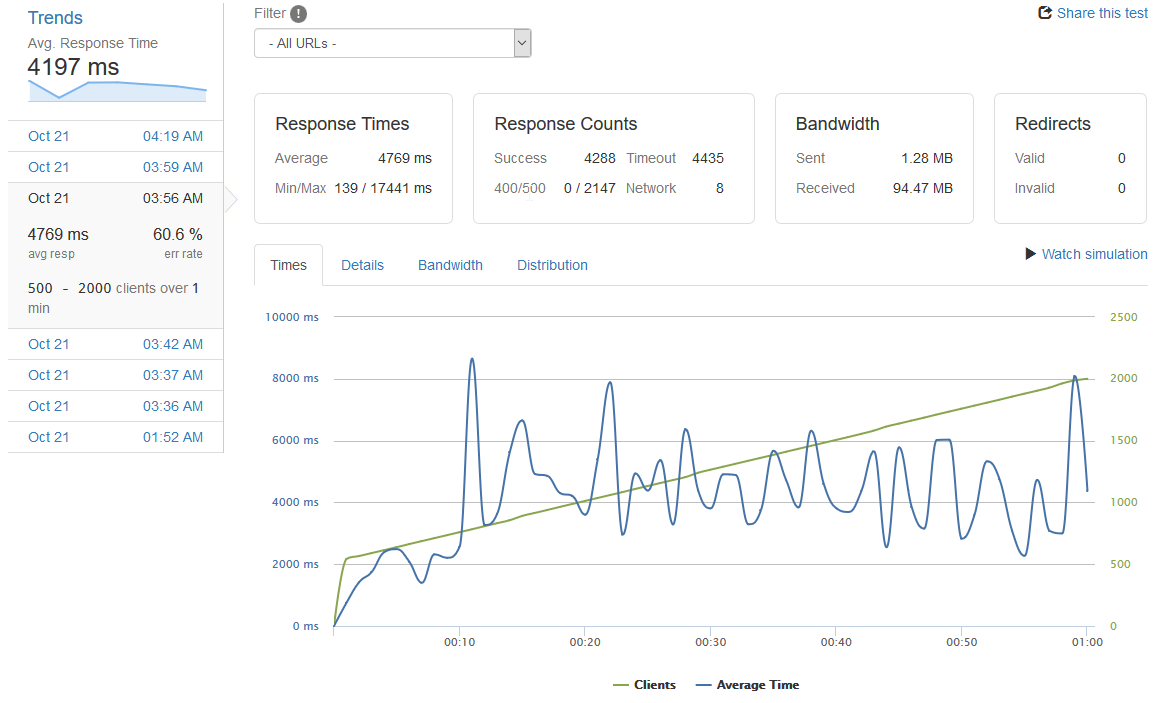 Trends
Avg. Response Time
4197 ms
Oct 21 04:19 AM
Oct 21 03:59 AM
Oct 21 03:56 AM
4769 ms 60.6 %
avg resp err rate
500 - 2000 clients over 1
min
Oct 21 03:42 AM
Oct 21 03:37 AM
Oct 21 03:36 AM
Oct 21 01:52 AM
Filter !
Share this test
- All URLs -
Response Times
Average 4769 ms
Min/Max 139 / 17441 ms
Response Counts
Success 4288 Timeout 4435
400/500 0 / 2147 Network 8
Bandwidth
Sent 1.28 MB
Received 94.47 MB
Redirects
Valid 0
Invalid 0
Times Details Bandwidth Distribution
Watch simulation
10000 ms 2500
8000 ms 2000
6000 ms 1500
4000 ms 1000
2000 ms 500
0 ms 0
00:10 00:20 00:30 00:40 00:50 01:00
Clients Average Time